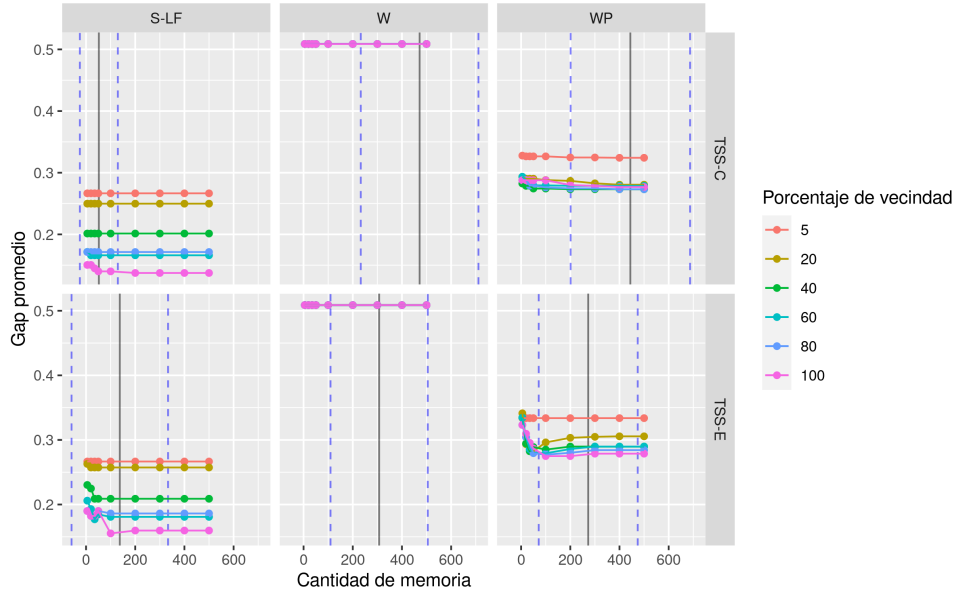 S-LF W WP
0.5
0.4
0.3
0.2
TSS-C
0.5
0.4
0.3
0.2
TSS-E
0 200 400 600 0 200 400 600 0 200 400 600
Cantidad de memoria
Gap promedio
Porcentaje de vecindad
5
20
40
60
80
100